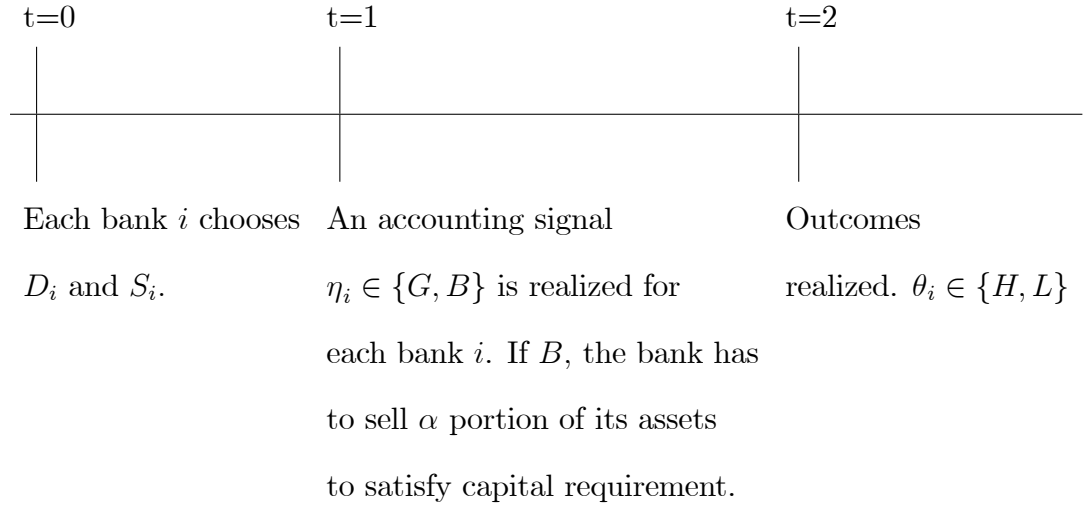 t=0 t=1 t=2
Each bank i chooses An accounting signal Outcomes
D_i and S_i. η_i ∈ {G, B} is realized for realized. θ_i ∈ {H, L}
each bank i. If B, the bank has
to sell α portion of its assets
to satisfy capital requirement.